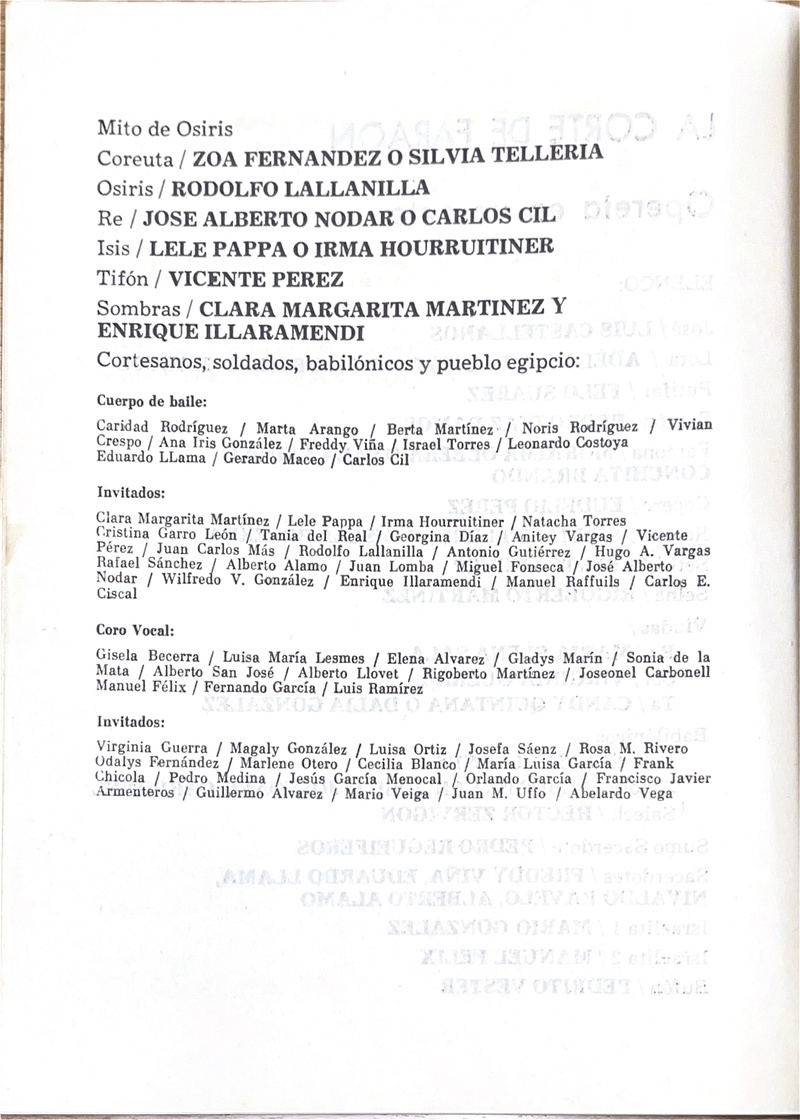 Mito de Osiris
Coreuta / ZOA FERNANDEZ O SILVIA TELLERIA
Osiris / RODOLFO LALLANILLA
Re / JOSE ALBERTO NODAR O CARLOS CIL
Isis / LELE PAPPA O IRMA HOURRUITINER
Tifón / VICENTE PEREZ
Sombras / CLARA MARGARITA MARTINEZ Y
ENRIQUE ILLARAMENDI
Cortesanos, soldados, babilónicos y pueblo egipcio:
Cuerpo de baile:
Caridad Rodríguez / Marta Arango / Berta Martínez / Noris Rodríguez / Vivian
Crespo / Ana Iris González / Freddy Viña / Israel Torres / Leonardo Costoya
Eduardo LLama / Gerardo Maceo / Carlos Cil
Invitados:
Clara Margarita Martínez / Lele Pappa / Irma Hourruitiner / Natacha Torres
Cristina Garro León / Tania del Real / Georgina Díaz / Anitey Vargas / Vicente
Pérez / Juan Carlos Más / Rodolfo Lallanilla / Antonio Gutiérrez / Hugo A. Vargas
Rafael Sánchez / Alberto Alamo / Juan Lomba / Miguel Fonseca / José Alberto
Nodar / Wilfredo V. González / Enrique Illaramendi / Manuel Raffuils / Carlos E.
Ciscal
Coro Vocal:
Gisela Becerra / Luisa María Lesmes / Elena Alvarez / Gladys Marín / Sonia de la
Mata / Alberto San José / Alberto Llovet / Rigoberto Martínez / Joseonel Carbonell
Manuel Félix / Fernando García / Luis Ramírez
Invitados:
Virginia Guerra / Magaly González / Luisa Ortiz / Josefa Sáenz / Rosa M. Rivero
Odalys Fernández / Marlene Otero / Cecilia Blanco / María Luisa García / Frank
Chicola / Pedro Medina / Jesús García Menocal / Orlando García / Francisco Javier
Armenteros / Guillermo Alvarez / Mario Veiga / Juan M. Uffo / Abelardo Vega